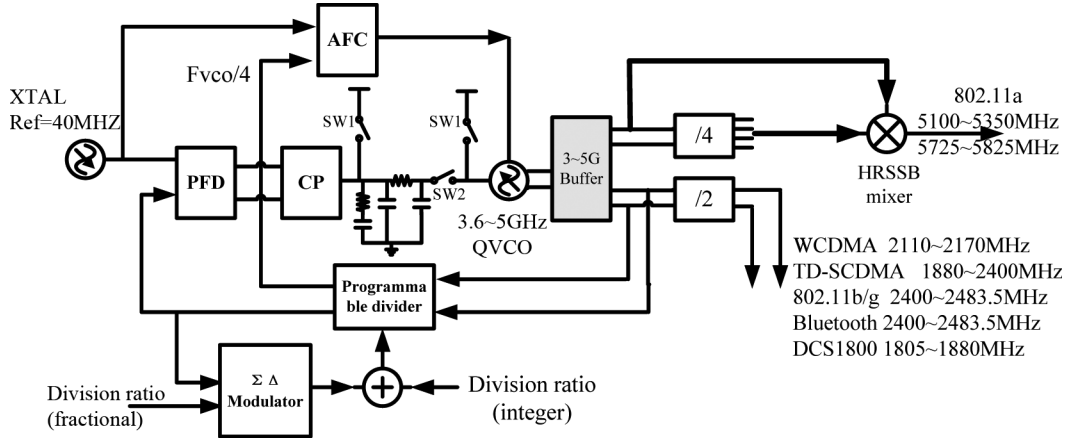 AFC
Fvco/4
XTAL
Ref=40MHZ
SW1
SW1
802.11a
5100~5350MHz
5725~5825MHz
PFD
CP
SW2
3~5G
Buffer
/4
HRSSB
mixer
/2
3.6~5GHz
QVCO
Programma
ble divider
WCDMA 2110~2170MHz
TD-SCDMA 1880~2400MHz
802.11b/g 2400~2483.5MHz
Bluetooth 2400~2483.5MHz
DCS1800 1805~1880MHz
Σ Δ
Modulator
+
Division ratio
(fractional)
Division ratio
(integer)